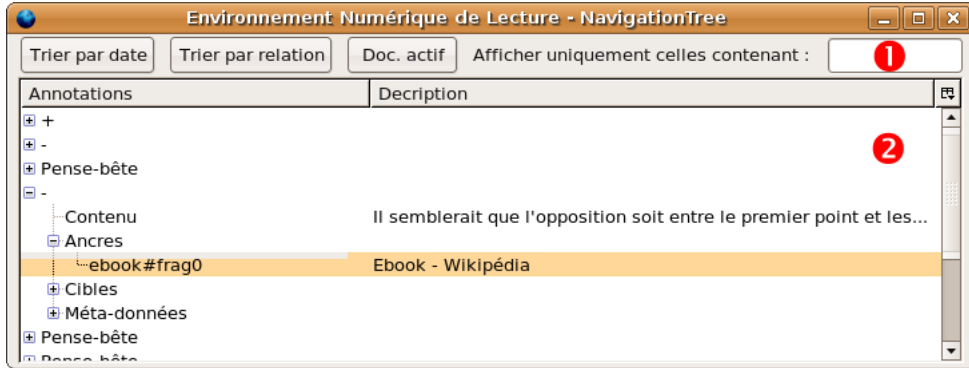 Environnement Numérique de Lecture - NavigationTree
Trier par date Trier par relation Doc. actif Afficher uniquement celles contenant : 1
Annotations Decription
+
- 2
Pense-bête
-
Contenu Il semblerait que l'opposition soit entre le premier point et les...
Ancres
ebook#frag0 Ebook - Wikipédia
Cibles
Méta-données
Pense-bête
Pense-bête